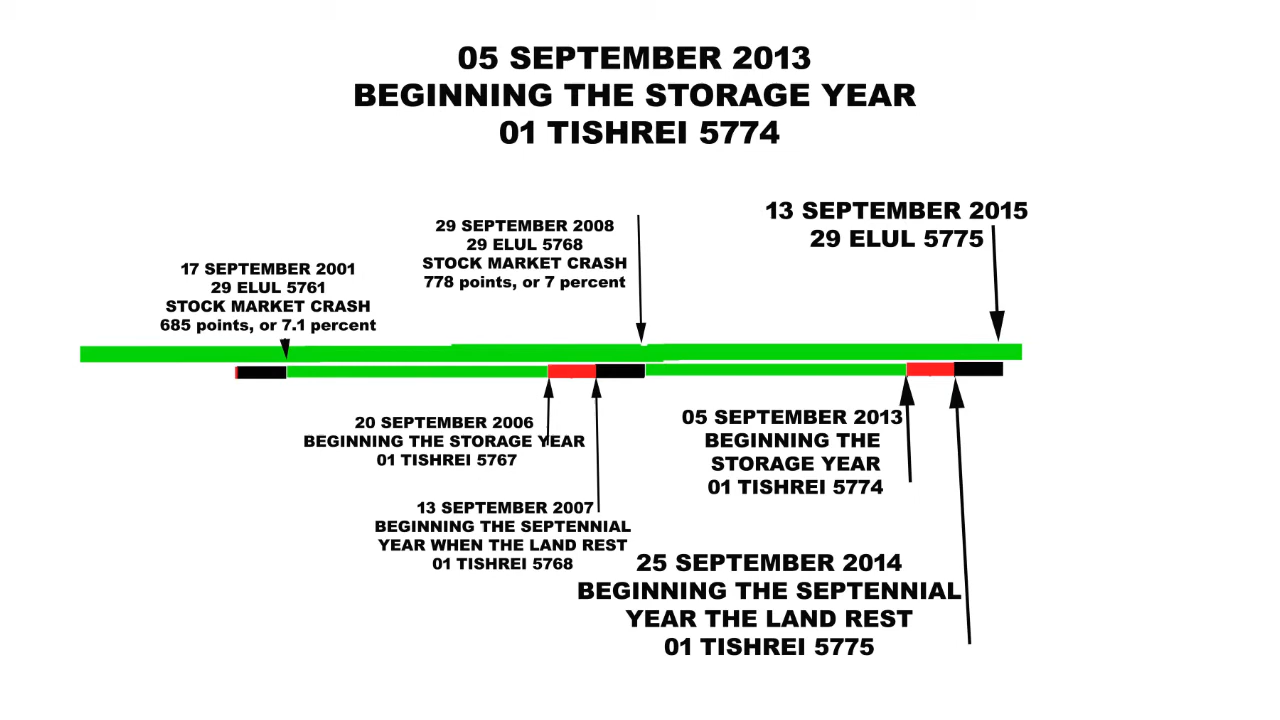 05 SEPTEMBER 2013
BEGINNING THE STORAGE YEAR
01 TISHREI 5774
17 SEPTEMBER 2001
29 ELUL 5761
STOCK MARKET CRASH
685 points, or 7.1 percent
29 SEPTEMBER 2008
29 ELUL 5768
STOCK MARKET CRASH
778 points, or 7 percent
13 SEPTEMBER 2015
29 ELUL 5775
20 SEPTEMBER 2006
BEGINNING THE STORAGE YEAR
01 TISHREI 5767
13 SEPTEMBER 2007
BEGINNING THE SEPTENNIAL
YEAR WHEN THE LAND REST
01 TISHREI 5768
05 SEPTEMBER 2013
BEGINNING THE
STORAGE YEAR
01 TISHREI 5774
25 SEPTEMBER 2014
BEGINNING THE SEPTENNIAL
YEAR THE LAND REST
01 TISHREI 5775